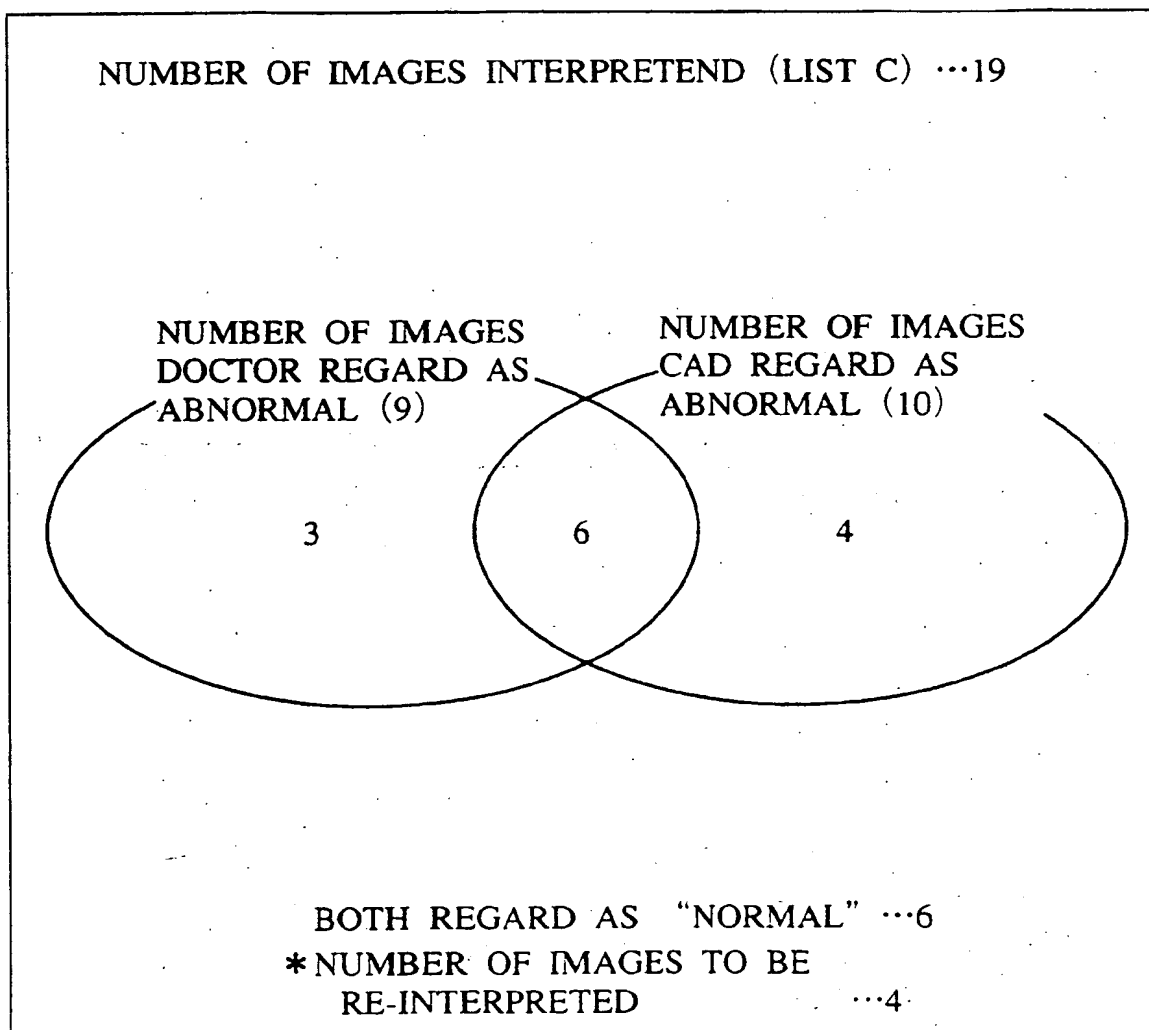 NUMBER OF IMAGES INTERPRETEND (LIST C) ···19
NUMBER OF IMAGES
DOCTOR REGARD AS
ABNORMAL (9)
NUMBER OF IMAGES
CAD REGARD AS
ABNORMAL (10)
3
6
4
BOTH REGARD AS "NORMAL" ···6
*NUMBER OF IMAGES TO BE
RE-INTERPRETED ···4